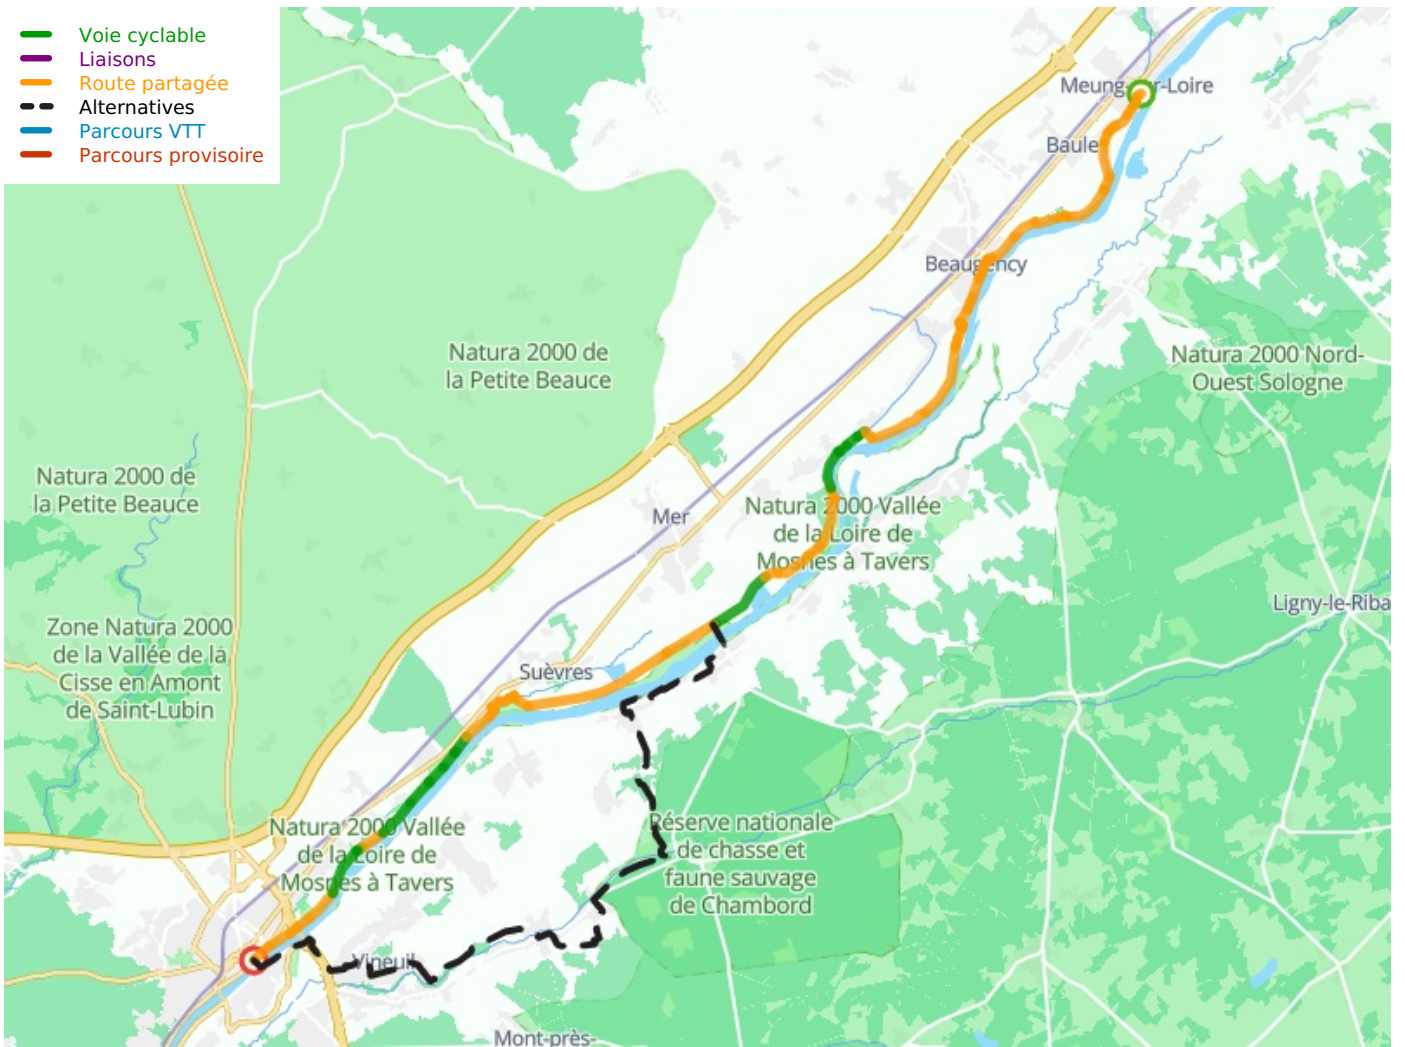 Voie cyclable
Liaisons
Route partagée
Alternatives
Parcours VTT
Parcours provisoire
Meung-sur-Loire
Baule
Beaugency
Natura 2000 de
la Petite Beauce
Natura 2000 Nord-
Ouest Sologne
Natura 2000 de
la Petite Beauce
Mer
Natura 2000 Vallée
de la Loire de
Mosnes à Tavers
Ligny-le-Riba
Zone Natura 2000
de la Vallée de la
Cisse en Amont
de Saint-Lubin
Suèvres
Natura 2000 Vallée
de la Loire de
Mosnes à Tavers
Réserve nationale
de chasse et
faune sauvage
de Chambord
Vineuil
Mont-près-